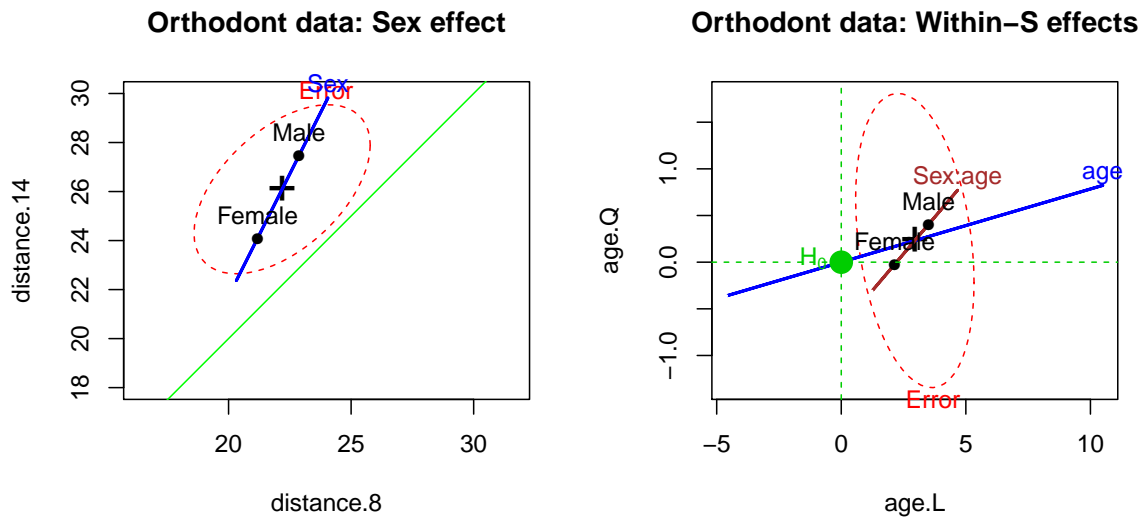 Orthodont data: Sex effect
Sex
Error
Male
Female
30
28
26
24
22
20
18
distance.14
20 25 30
distance.8
Orthodont data: Within−S effects
age
Sex:age
Male
Female
H0
Error
1.0
0.0
−1.0
age.Q
−5 0 5 10
age.L